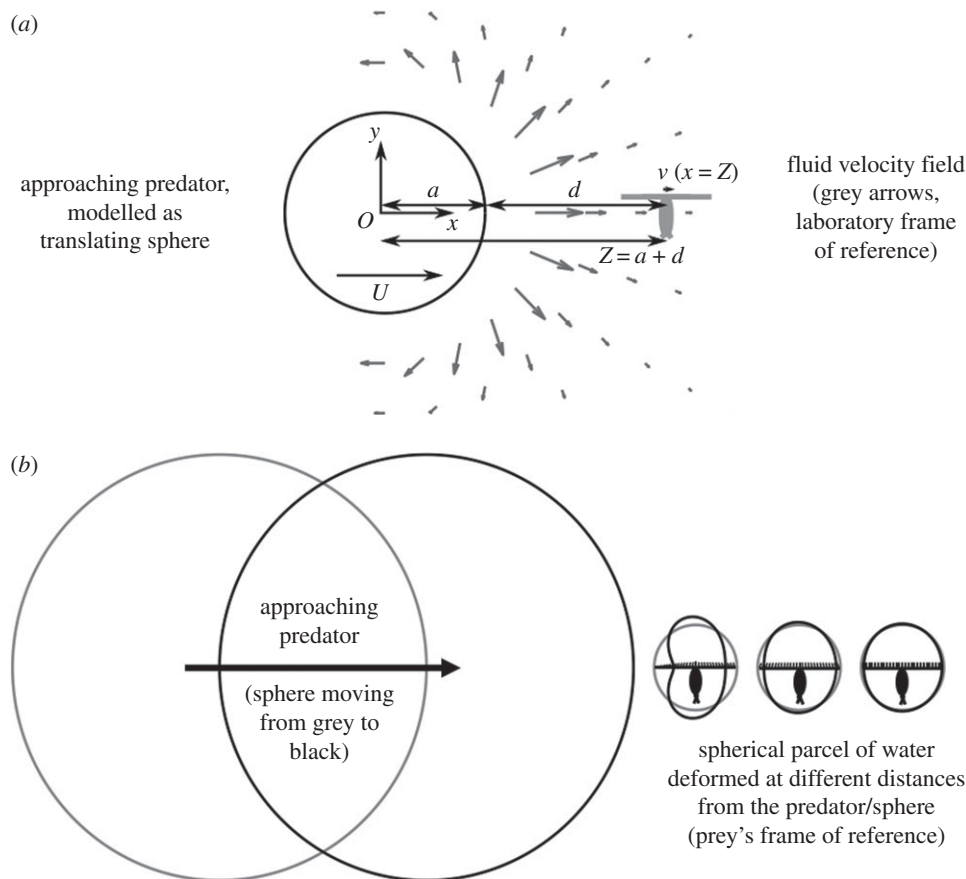 (a)
approaching predator,
modelled as
translating sphere
y
a
d
O
x
U
v (x = Z)
Z = a + d
fluid velocity field
(grey arrows,
laboratory frame
of reference)
(b)
approaching
predator
(sphere moving
from grey to
black)
spherical parcel of water
deformed at different distances
from the predator/sphere
(prey's frame of reference)